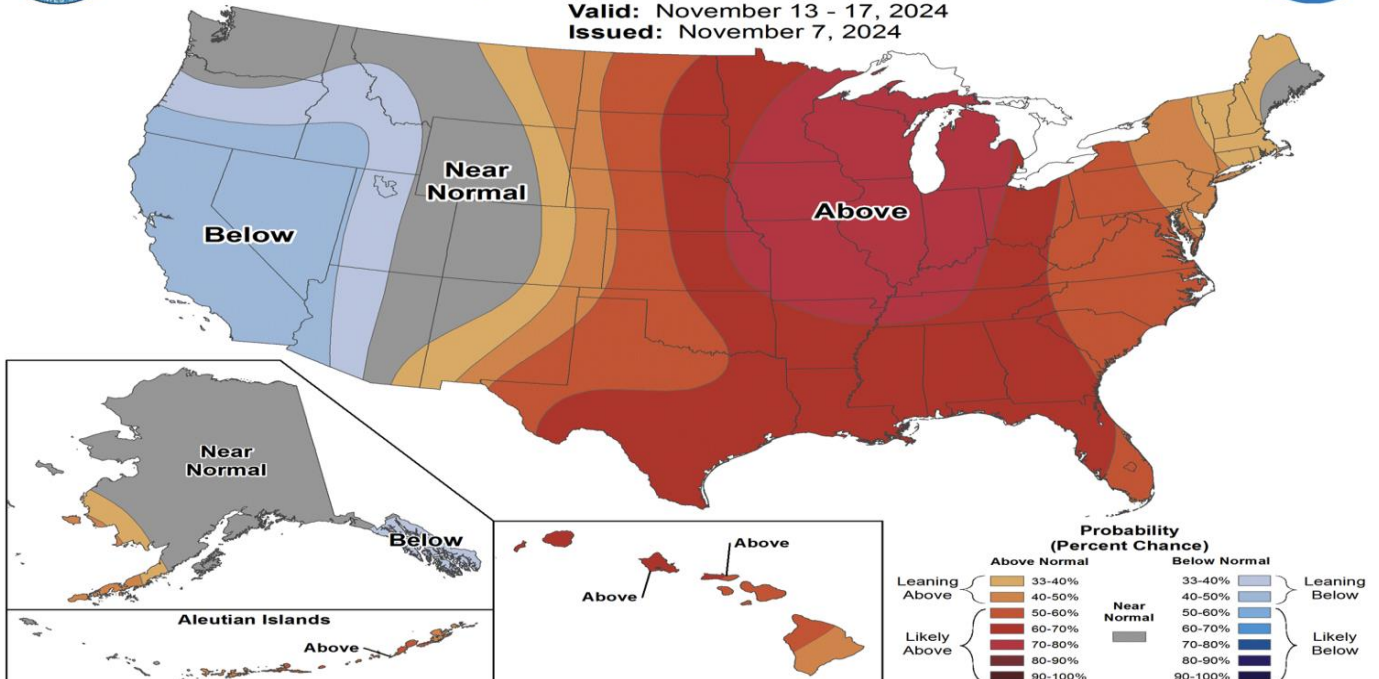 Valid: November 13 - 17, 2024
Issued: November 7, 2024
Near
Normal
Below
Above
Near
Normal
Below
Aleutian Islands
Above
Above
Above
Probability
(Percent Chance)
Above Normal
Below Normal
Leaning
Above
33-40%
40-50%
Likely
Above
50-60%
60-70%
70-80%
80-90%
90-100%
Near
Normal
33-40%
40-50%
Leaning
Below
50-60%
60-70%
70-80%
80-90%
90-100%
Likely
Below